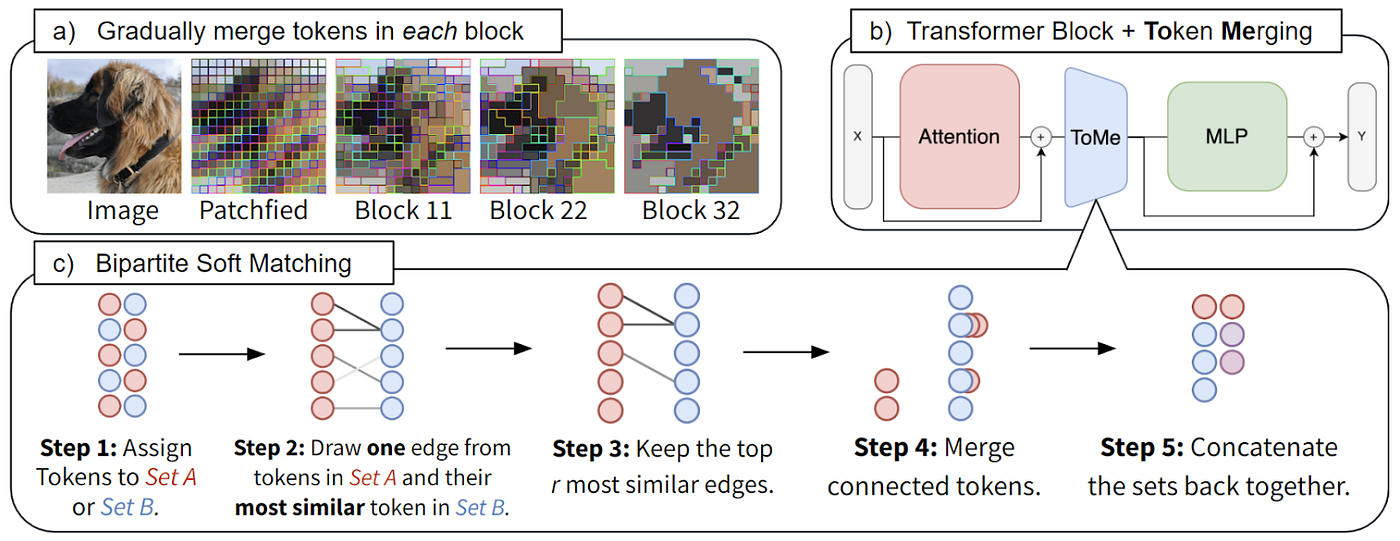 a) Gradually merge tokens in each block
Image
Patchfied
Block 11
Block 22
Block 32
b) Transformer Block + Token Merging
X
Attention
+
ToMe
MLP
+
Y
c) Bipartite Soft Matching
Step 1: Assign
Tokens to Set A
or Set B.
Step 2: Draw one edge from
tokens in Set A and their
most similar token in Set B.
Step 3: Keep the top
r most similar edges.
Step 4: Merge
connected tokens.
Step 5: Concatenate
the sets back together.